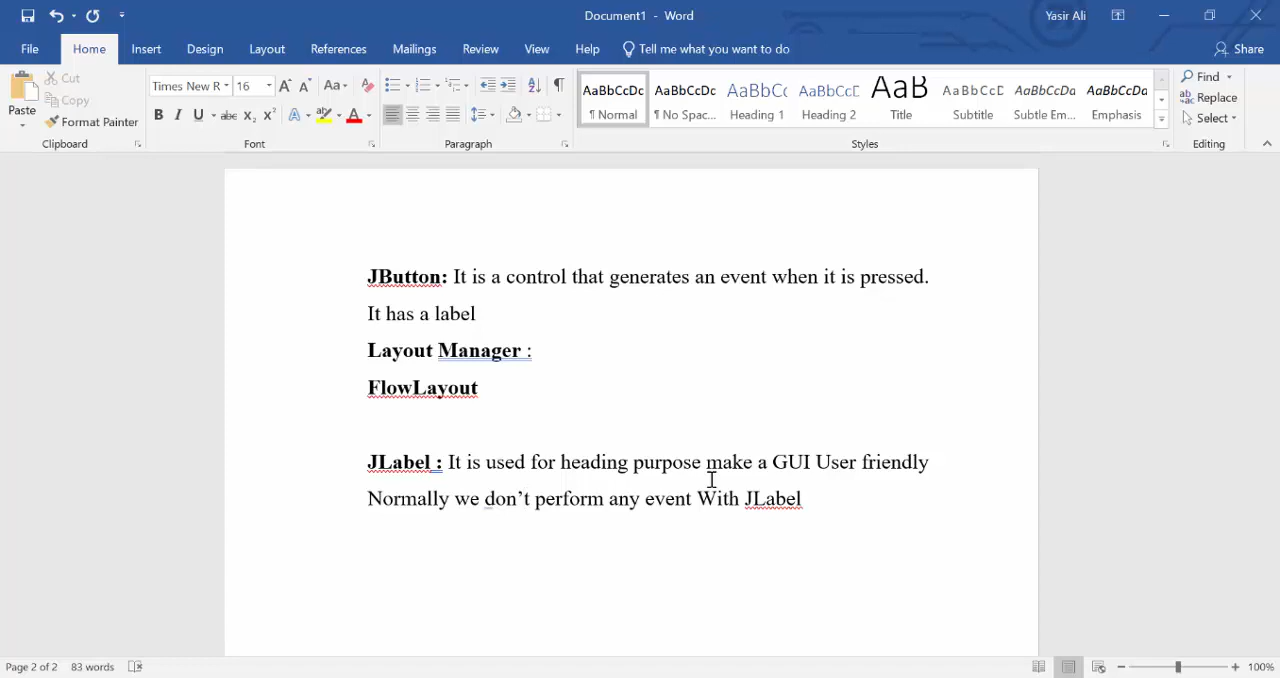 Document1 - Word
Yasir Ali
File Home Insert Design Layout References Mailings Review View Help Tell me what you want to do Share
Paste
Cut
Copy
Format Painter
Clipboard
Times New R 16
Font
Paragraph
AaBbCcDc AaBbCcDc AaBbCc AaBbCcC AaB AaBbCcD AaBbCcDa AaBbCcDa
¶ Normal ¶ No Spac... Heading 1 Heading 2 Title Subtitle Subtle Em... Emphasis
Styles
Find
Replace
Select
Editing
JButton: It is a control that generates an event when it is pressed.
It has a label
Layout Manager :
FlowLayout
JLabel : It is used for heading purpose make a GUI User friendly
Normally we don’t perform any event With JLabel
Page 2 of 2 83 words 100%